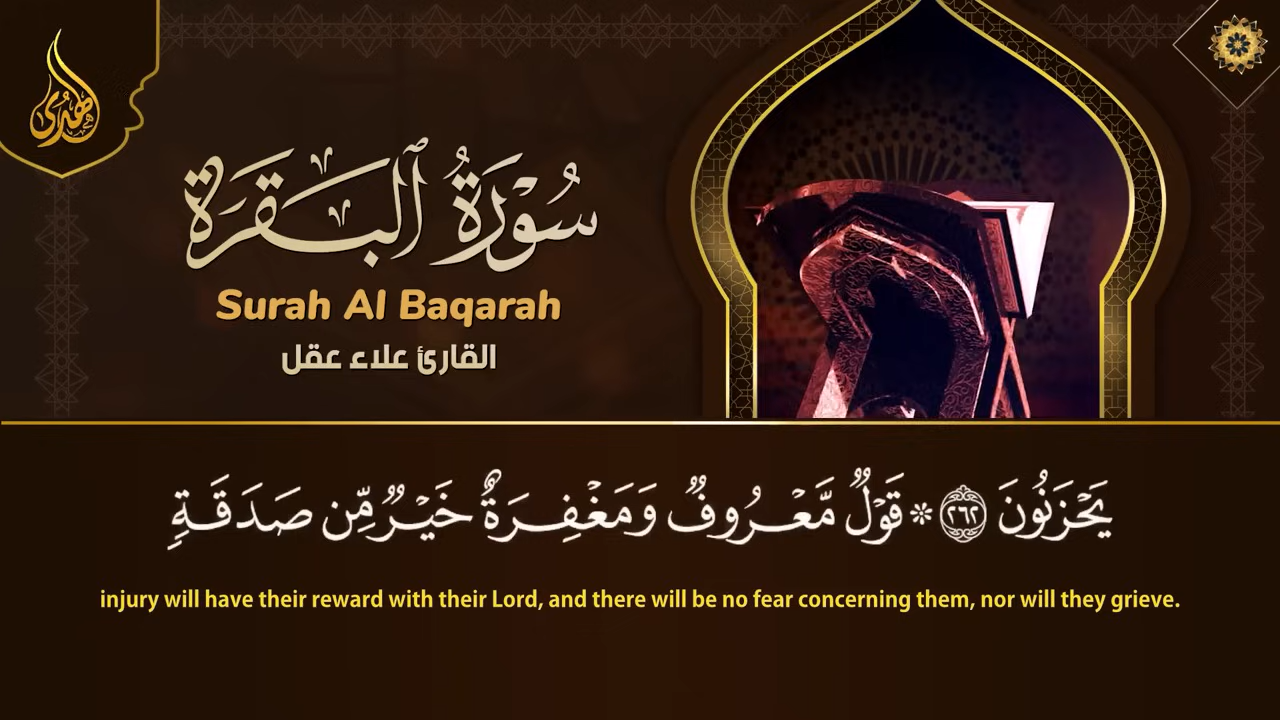 هدى
سُورَةُ ٱلْبَقَرَةِ
Surah Al Baqarah
القارئ علاء عقل
يَحْزَنُونَ ٢٦٢ * قَوْلٌ مَّعْرُوفٌ وَمَغْفِرَةٌ خَيْرٌ مِّن صَدَقَةٍ
injury will have their reward with their Lord, and there will be no fear concerning them, nor will they grieve.